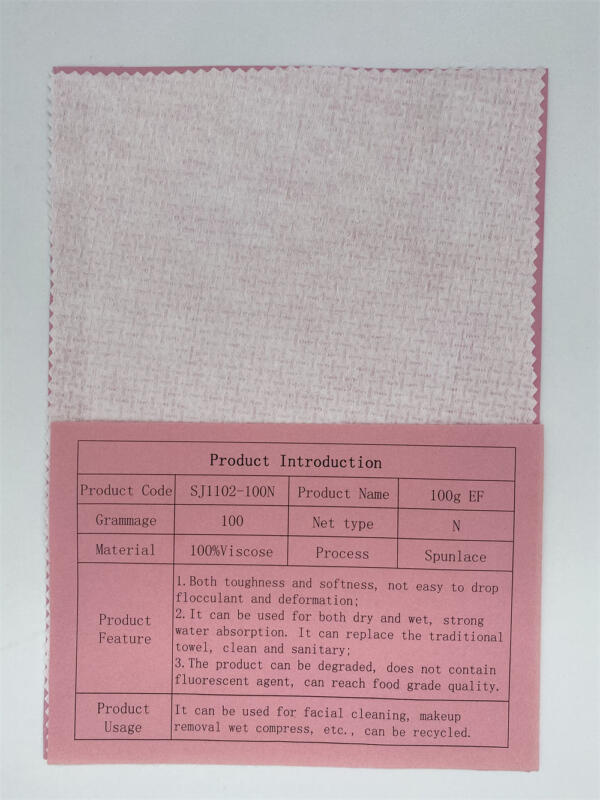 Product Introduction
Product Code SJ1102-100N Product Name 100g EF
Grammage 100 Net type N
Material 100%Viscose Process Spunlace
Product Feature
1.Both toughness and softness, not easy to drop
flocculant and deformation;
2.It can be used for both dry and wet, strong
water absorption. It can replace the traditional
towel, clean and sanitary;
3.The product can be degraded, does not contain
fluorescent agent, can reach food grade quality.
Product Usage
It can be used for facial cleaning, makeup
removal wet compress, etc., can be recycled.